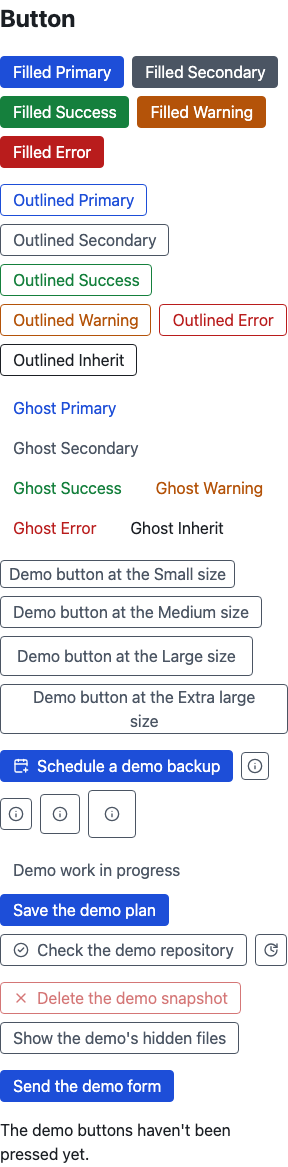 Button
Filled Primary
Filled Secondary
Filled Success
Filled Warning
Filled Error
Outlined Primary
Outlined Secondary
Outlined Success
Outlined Warning
Outlined Error
Outlined Inherit
Ghost Primary
Ghost Secondary
Ghost Success
Ghost Warning
Ghost Error
Ghost Inherit
Demo button at the Small size
Demo button at the Medium size
Demo button at the Large size
Demo button at the Extra large
size
Schedule a demo backup
Demo work in progress
Save the demo plan
Check the demo repository
Delete the demo snapshot
Show the demo's hidden files
Send the demo form
The demo buttons haven't been
pressed yet.